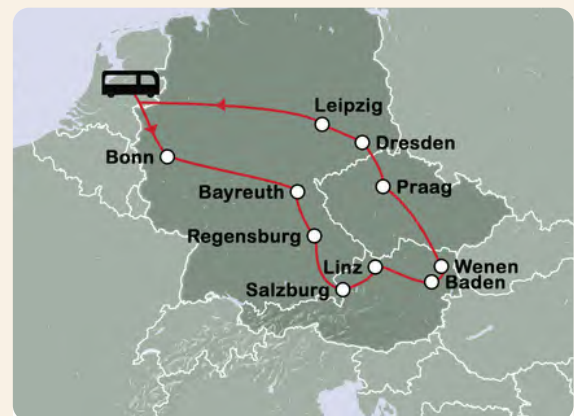 Leipzig
Dresden
Bonn
Praag
Bayreuth
Regensburg
Linz
Wenen
Baden
Salzburg